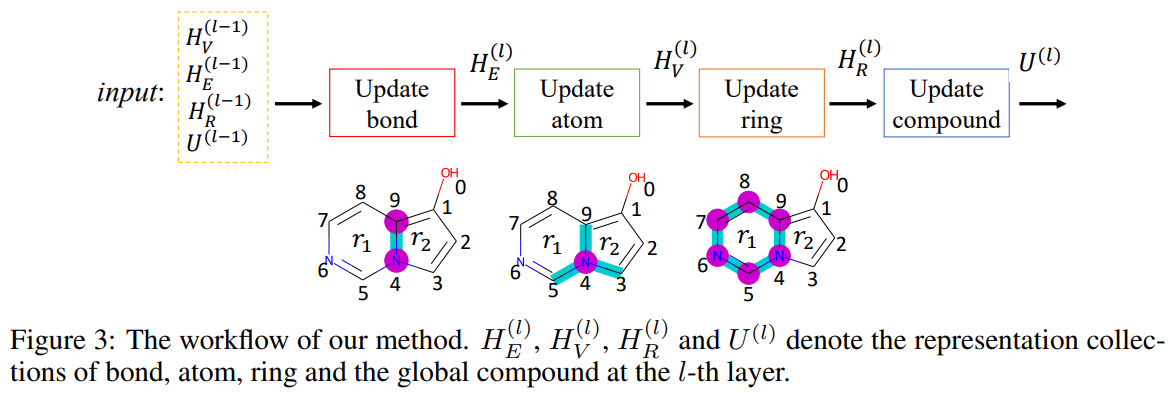 input:
H_V^(l−1)
H_E^(l−1)
H_R^(l−1)
U^(l−1)
Update bond
H_E^(l)
Update atom
H_V^(l)
Update ring
H_R^(l)
Update compound
U^(l)
OH 0
8 9 1
7 r₁ r₂ 2
N 6 N
5 4 3
OH 0
8 9 1
7 r₁ r₂ 2
N 6 N
5 4 3
8 OH 0
9 1
7 r₁ r₂ 2
6 N N
5 4 3
Figure 3: The workflow of our method. H_E^(l), H_V^(l), H_R^(l) and U^(l) denote the representation collec-
tions of bond, atom, ring and the global compound at the l-th layer.